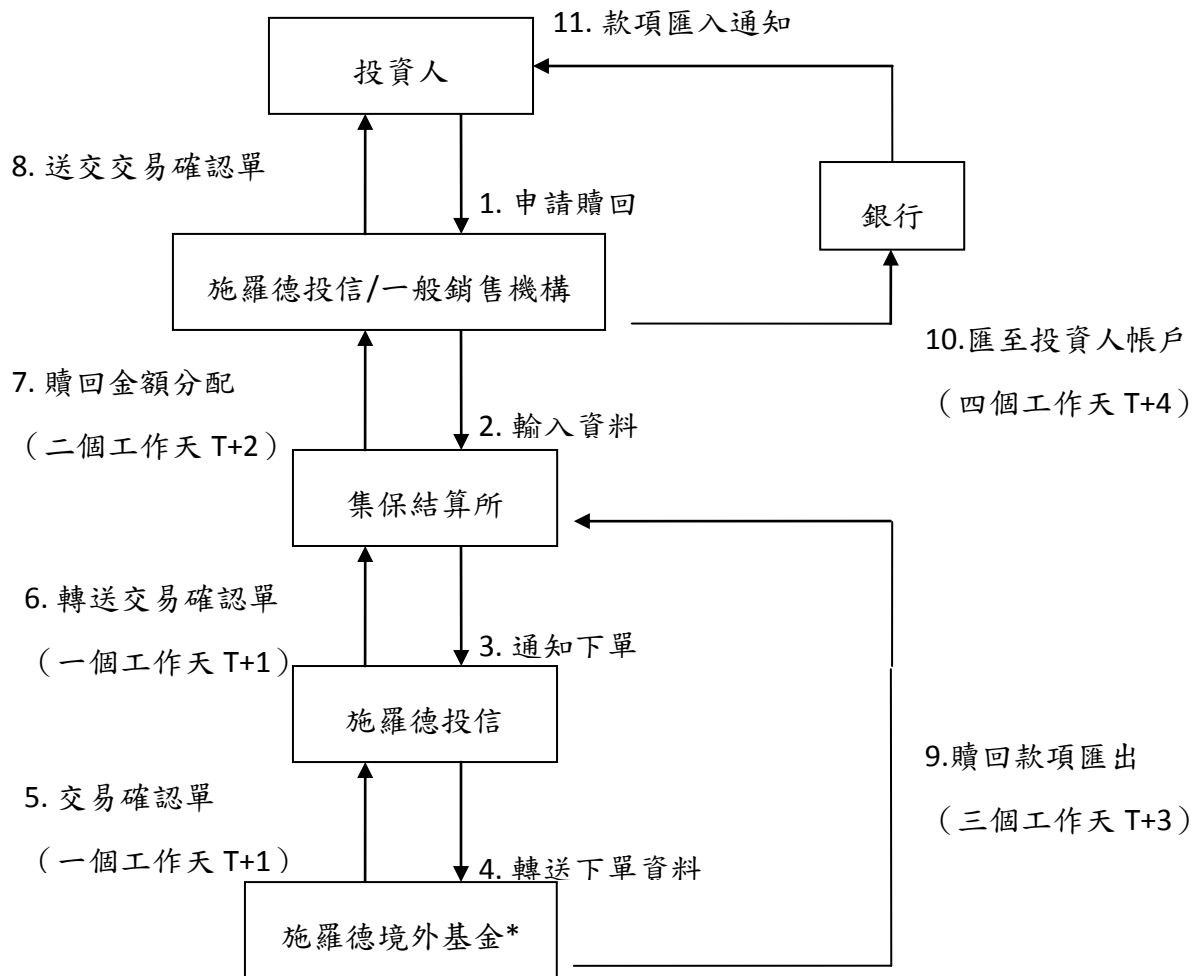 11. 款項匯入通知
投資人
8. 送交交易確認單
1. 申請贖回
銀行
施羅德投信/一般銷售機構
10.匯至投資人帳戶
（四個工作天 T+4）
7. 贖回金額分配
（二個工作天 T+2）
2. 輸入資料
集保結算所
6. 轉送交易確認單
（一個工作天 T+1）
3. 通知下單
施羅德投信
9.贖回款項匯出
（三個工作天 T+3）
5. 交易確認單
（一個工作天 T+1）
4. 轉送下單資料
施羅德境外基金*